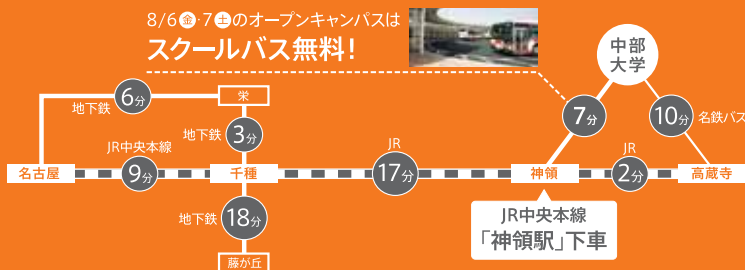 8/6金・7土のオープンキャンパスは
スクールバス無料！
中部
大学
6分
栄
地下鉄
7分
10分
名鉄バス
地下鉄
3分
JR中央本線
JR
JR
名古屋
9分
千種
17分
神領
2分
高蔵寺
地下鉄
18分
JR中央本線
「神領駅」下車
藤が丘